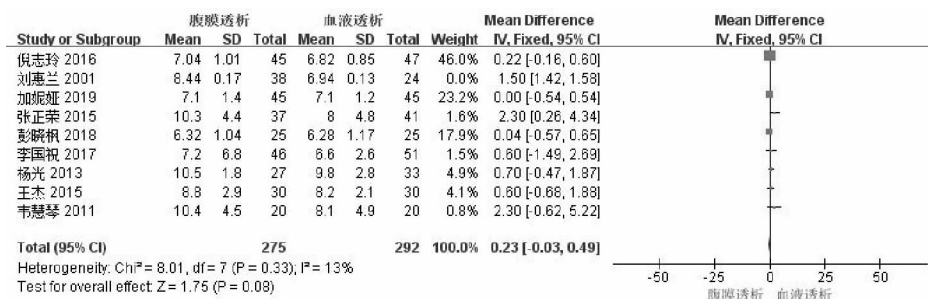 腹膜透析 血液透析 Mean Difference Mean Difference
Study or Subgroup Mean SD Total Mean SD Total Weight IV, Fixed, 95% CI IV, Fixed, 95% CI
倪志玲 2016 7.04 1.01 45 6.82 0.85 47 46.0% 0.22 [-0.16, 0.60]
刘惠兰 2001 8.44 0.17 38 6.94 0.13 24 0.0% 1.50 [1.42, 1.58]
加妮娅 2019 7.1 1.4 45 7.1 1.2 45 23.2% 0.00 [-0.54, 0.54]
张正荣 2015 10.3 4.4 37 8 4.8 41 1.6% 2.30 [0.26, 4.34]
彭晓枫 2018 6.32 1.04 25 6.28 1.17 25 17.9% 0.04 [-0.57, 0.65]
李国祝 2017 7.2 6.8 46 6.6 2.6 51 1.5% 0.60 [-1.49, 2.69]
杨光 2013 10.5 1.8 27 9.8 2.8 33 4.9% 0.70 [-0.47, 1.87]
王杰 2015 8.8 2.9 30 8.2 2.1 30 4.1% 0.60 [-0.68, 1.88]
韦慧琴 2011 10.4 4.5 20 8.1 4.9 20 0.8% 2.30 [-0.62, 5.22]
Total (95% CI) 275 292 100.0% 0.23 [-0.03, 0.49]
Heterogeneity: Chi² = 8.01, df = 7 (P = 0.33); I² = 13%
Test for overall effect: Z = 1.75 (P = 0.08)
-50 -25 0 25 50
腹膜透析 血液透析